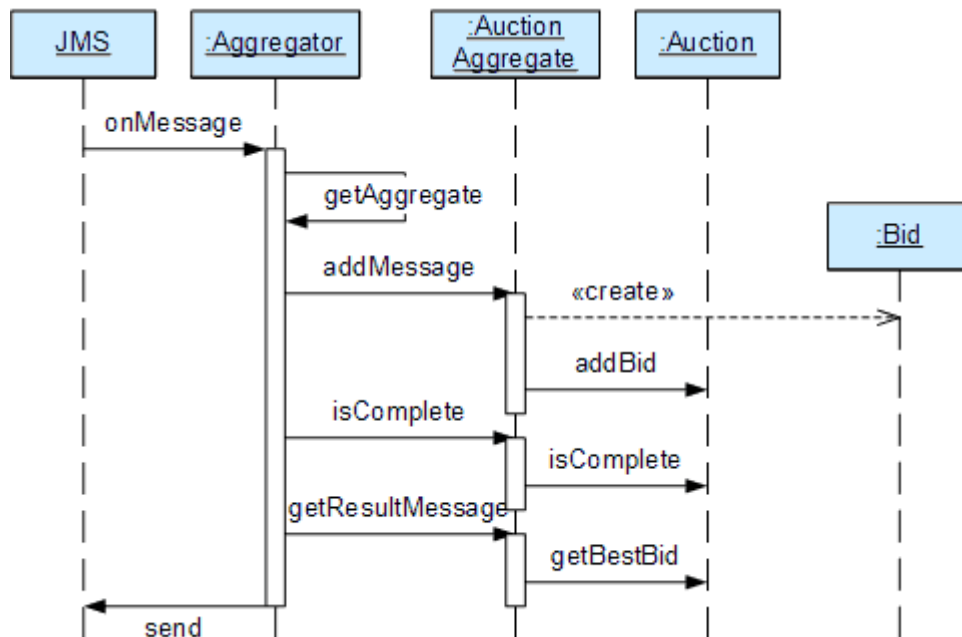 JMS
:Aggregator
:Auction
Aggregate
:Auction
onMessage
getAggregate
:Bid
addMessage
«create»
addBid
isComplete
isComplete
getResultMessage
getBestBid
send